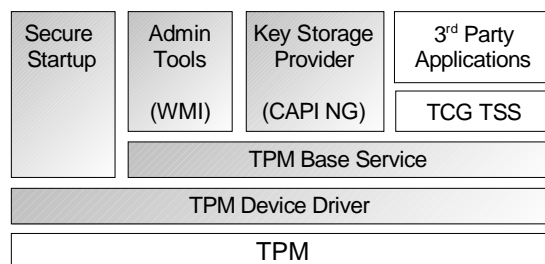 Secure
Startup
Admin
Tools
(WMI)
Key Storage
Provider
(CAPI NG)
3rd Party
Applications
TCG TSS
TPM Base Service
TPM Device Driver
TPM